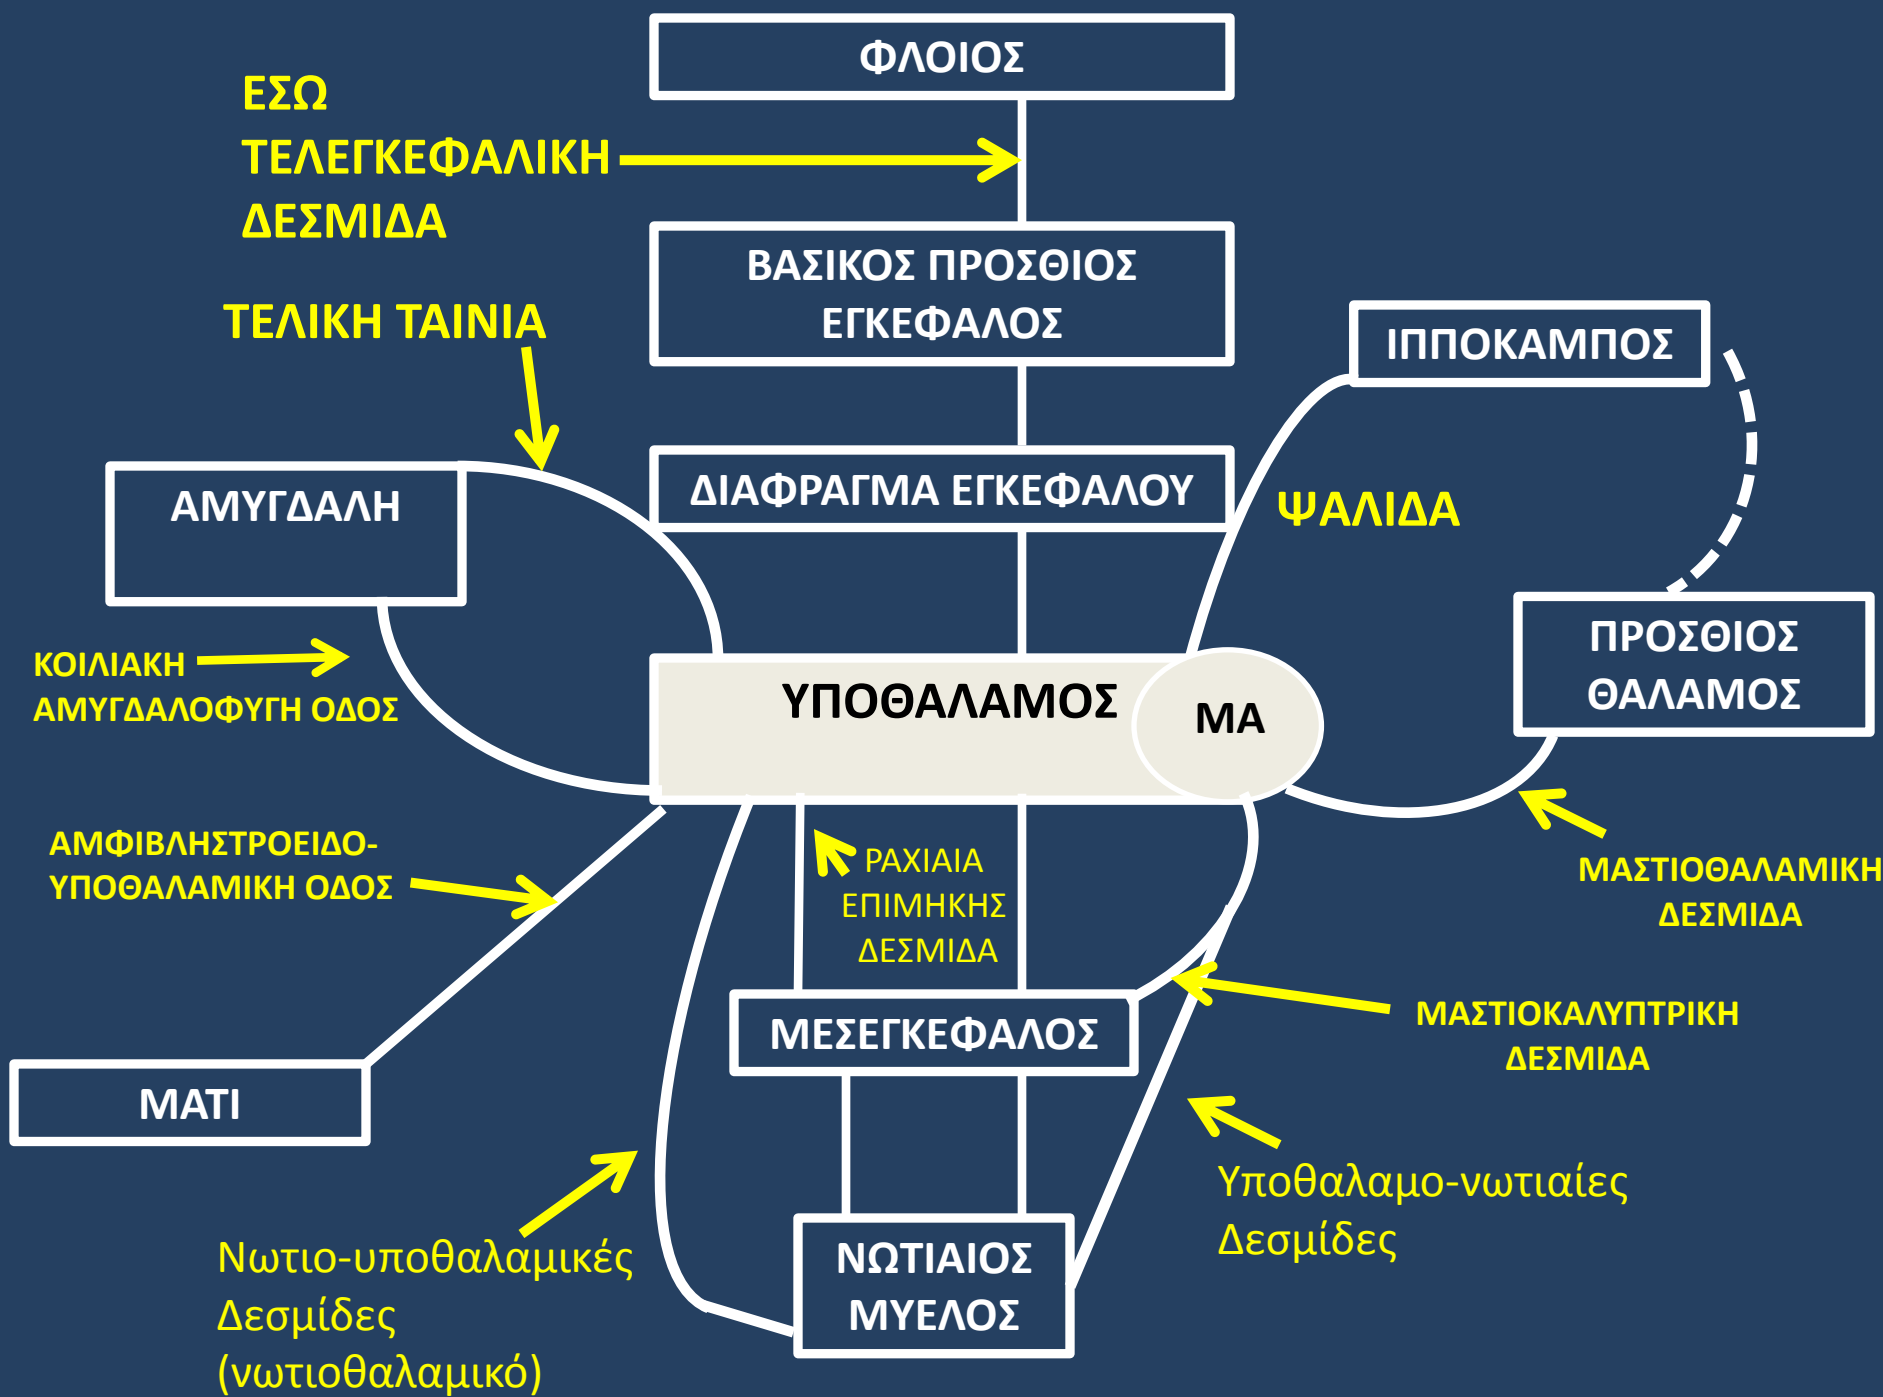 ΦΛΟΙΟΣ
ΕΣΩ
ΤΕΛΕΓΚΕΦΑΛΙΚΗ
ΔΕΣΜΙΔΑ
ΒΑΣΙΚΟΣ ΠΡΟΣΘΙΟΣ
ΕΓΚΕΦΑΛΟΣ
ΤΕΛΙΚΗ ΤΑΙΝΙΑ
ΙΠΠΟΚΑΜΠΟΣ
ΑΜΥΓΔΑΛΗ
ΔΙΑΦΡΑΓΜΑ ΕΓΚΕΦΑΛΟΥ
ΨΑΛΙΔΑ
ΚΟΙΛΙΑΚΗ
ΑΜΥΓΔΑΛΟΦΥΓΗ ΟΔΟΣ
ΥΠΟΘΑΛΑΜΟΣ
ΜΑ
ΠΡΟΣΘΙΟΣ
ΘΑΛΑΜΟΣ
ΑΜΦΙΒΛΗΣΤΡΟΕΙΔΟ-
ΥΠΟΘΑΛΑΜΙΚΗ ΟΔΟΣ
ΡΑΧΙΑΙΑ
ΕΠΙΜΗΚΗΣ
ΔΕΣΜΙΔΑ
ΜΑΣΤΙΟΘΑΛΑΜΙΚΗ
ΔΕΣΜΙΔΑ
ΜΕΣΕΓΚΕΦΑΛΟΣ
ΜΑΣΤΙΟΚΑΛΥΠΤΡΙΚΗ
ΔΕΣΜΙΔΑ
ΜΑΤΙ
Υποθαλαμο-νωτιαίες
Δεσμίδες
Νωτιο-υποθαλαμικές
Δεσμίδες
(νωτιοθαλαμικό)
ΝΩΤΙΑΙΟΣ
ΜΥΕΛΟΣ